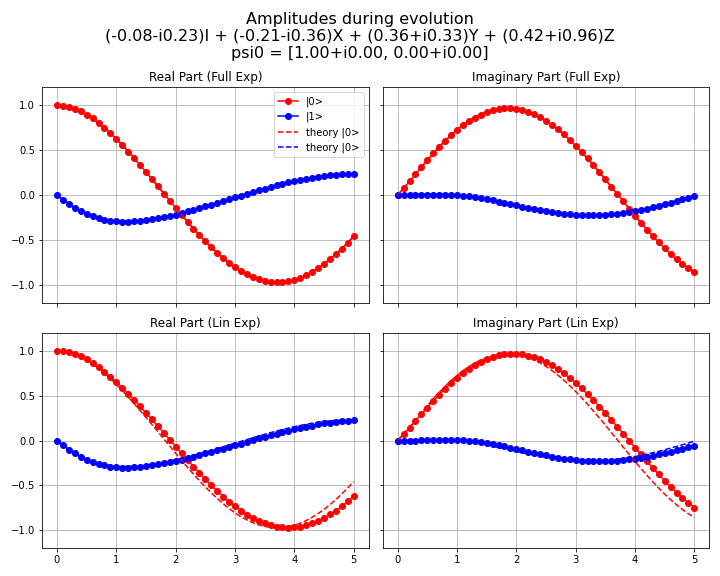 Amplitudes during evolution
(-0.08-i0.23)I + (-0.21-i0.36)X + (0.36+i0.33)Y + (0.42+i0.96)Z
psi0 = [1.00+i0.00, 0.00+i0.00]
Real Part (Full Exp)
Imaginary Part (Full Exp)
|0>
|1>
theory |0>
theory |0>
1.0
0.5
0.0
−0.5
−1.0
Real Part (Lin Exp)
Imaginary Part (Lin Exp)
1.0
0.5
0.0
−0.5
−1.0
0 1 2 3 4 5
0 1 2 3 4 5